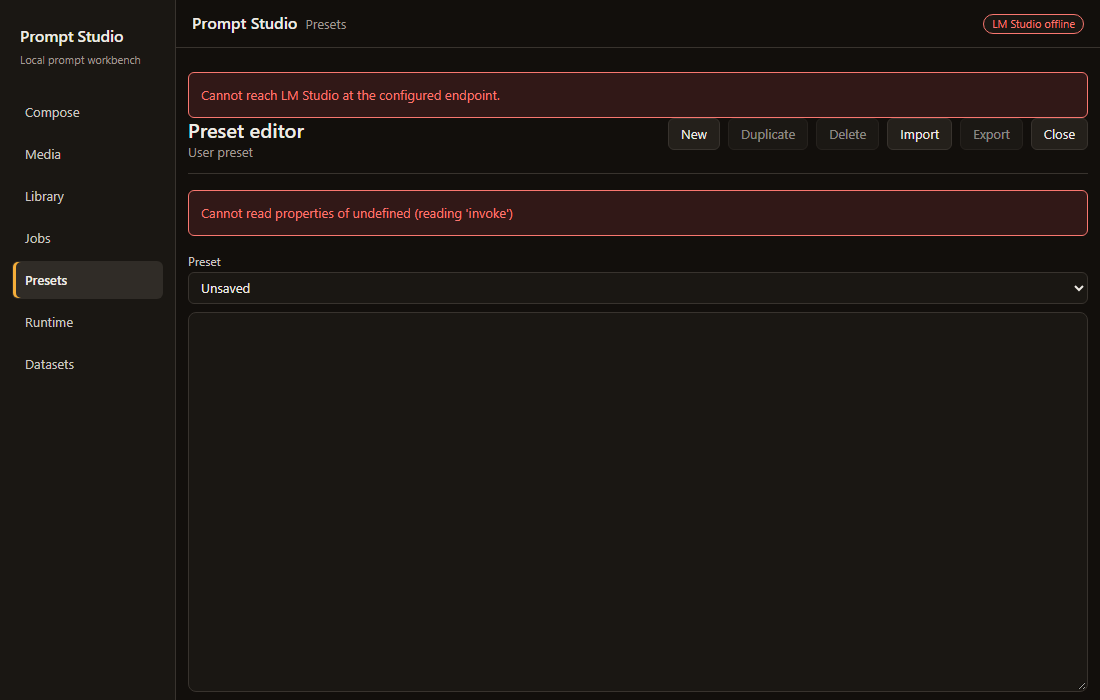 Prompt Studio
Local prompt workbench
Compose
Media
Library
Jobs
Presets
Runtime
Datasets
Prompt Studio Presets
LM Studio offline
Cannot reach LM Studio at the configured endpoint.
Preset editor
User preset
New Duplicate Delete Import Export Close
Cannot read properties of undefined (reading 'invoke')
Preset
Unsaved